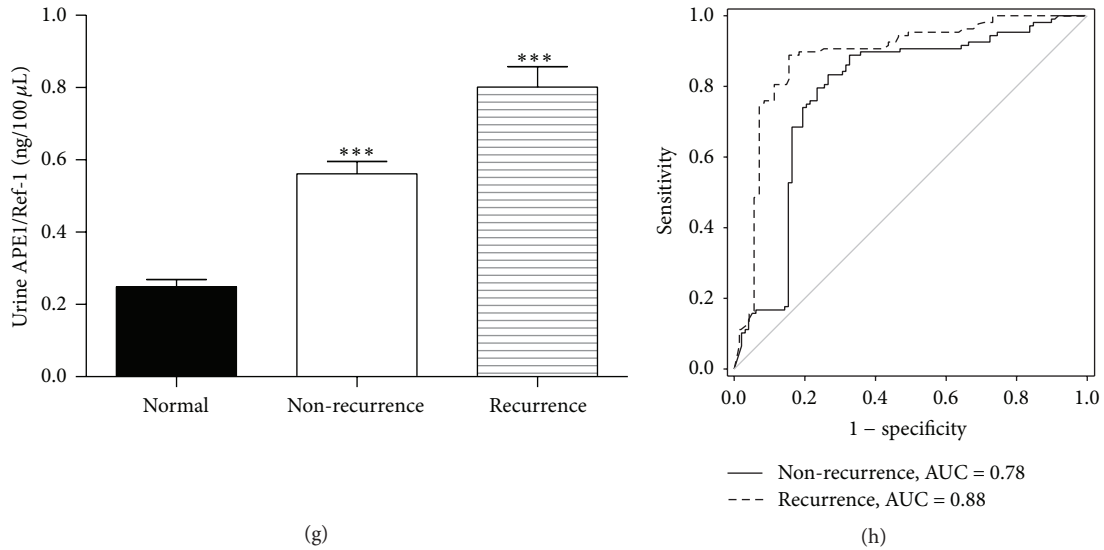 Urine APE1/Ref-1 (ng/100 μL)
1.0
0.8
0.6
0.4
0.2
0.0
***
***
Normal
Non-recurrence
Recurrence
(g)
Sensitivity
1.0
0.8
0.6
0.4
0.2
0.0
0.0
0.2
0.4
0.6
0.8
1.0
1 − specificity
Non-recurrence, AUC = 0.78
Recurrence, AUC = 0.88
(h)